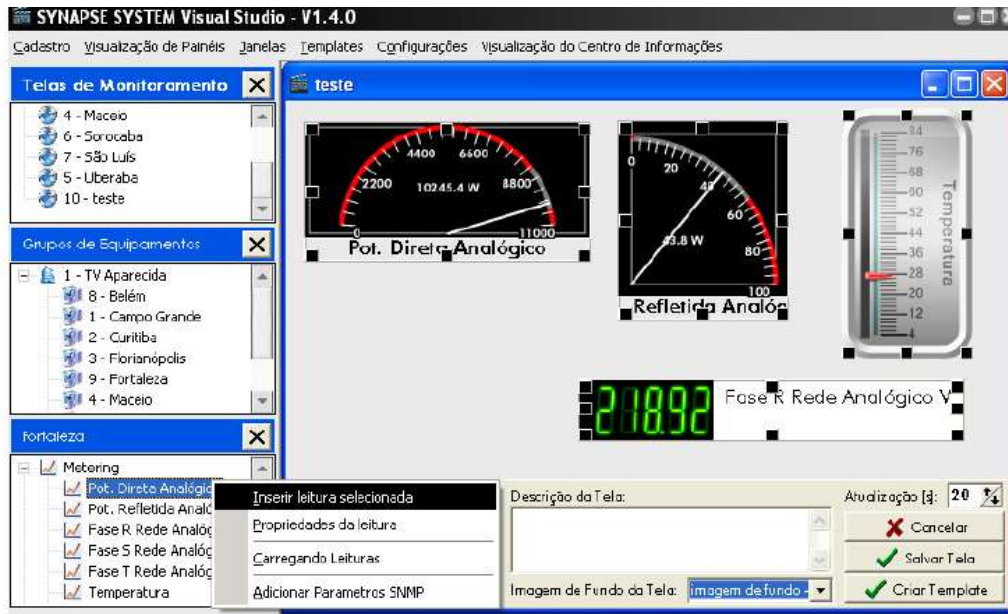 SYNAPSE SYSTEM Visual Studio - V1.4.0
Cadastro Visualização de Painéis Janelas Templates Configurações Visualização do Centro de Informações
Telas de Monitoramento
4 - Maceio
6 - Sorocaba
7 - São Luís
5 - Uberaba
10 - teste
Grupos de Equipamentos
1 - TV Aparecida
8 - Belém
1 - Campo Grande
2 - Curitiba
3 - Florianópolis
9 - Fortaleza
4 - Maceio
Fortaleza
Metering
Pot. Direta Analógic
Pot. Refletida Analó
Fase R Rede Analóg
Fase S Rede Analóg
Fase T Rede Analóg
Temperatura
Inserir leitura selecionada
Propriedades da leitura
Carregando Leituras
Adicionar Parametros SNMP
teste
0
2200
4400
6600
8800
11000
10245.4 W
Pot. Direta Analógico
0
20
40
60
80
100
43.8 W
Refletida Analó
84
76
68
60
52
44
36
28
20
12
4
Temperatura
218.92
Fase R Rede Analógico V
Descrição da Tela:
Imagem de Fundo da Tela: imagem de fundo -
Atualização [s]: 20
Cancelar
Salvar Tela
Criar Template